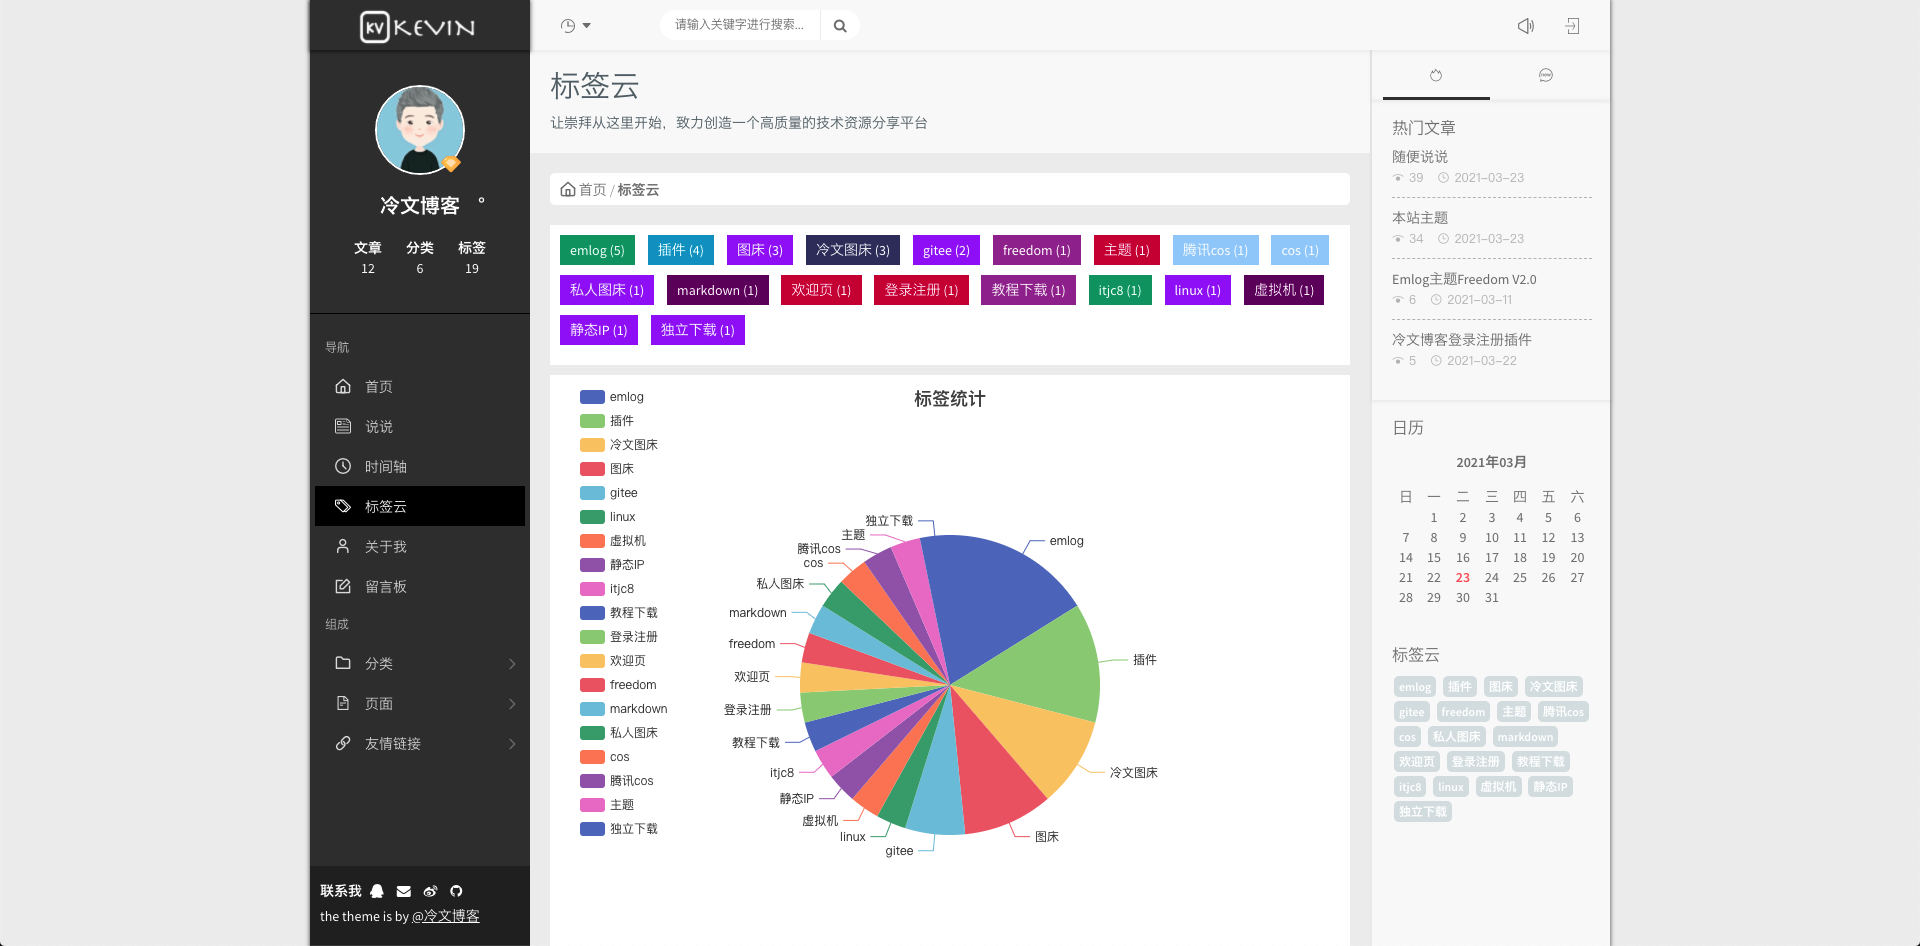 KV KEVIN
冷文博客 °
文章 分类 标签
12 6 19
导航
首页
说说
时间轴
标签云
关于我
留言板
组成
分类
页面
友情链接
联系我
the theme is by @冷文博客
请输入关键字进行搜索...
标签云
让崇拜从这里开始，致力创造一个高质量的技术资源分享平台
首页 / 标签云
emlog (5) 插件 (4) 图床 (3) 冷文图床 (3) gitee (2) freedom (1) 主题 (1) 腾讯cos (1) cos (1)
私人图床 (1) markdown (1) 欢迎页 (1) 登录注册 (1) 教程下载 (1) itjc8 (1) linux (1) 虚拟机 (1)
静态IP (1) 独立下载 (1)
标签统计
emlog
插件
冷文图床
图床
gitee
linux
虚拟机
静态IP
itjc8
教程下载
登录注册
欢迎页
freedom
markdown
私人图床
cos
腾讯cos
主题
独立下载
独立下载
主题
腾讯cos
cos
私人图床
markdown
freedom
欢迎页
登录注册
教程下载
itjc8
静态IP
虚拟机
linux
gitee
emlog
插件
冷文图床
图床
热门文章
随便说说
39 2021-03-23
本站主题
34 2021-03-23
Emlog主题Freedom V2.0
6 2021-03-11
冷文博客登录注册插件
5 2021-03-22
日历
2021年03月
日 一 二 三 四 五 六
1 2 3 4 5 6
7 8 9 10 11 12 13
14 15 16 17 18 19 20
21 22 23 24 25 26 27
28 29 30 31
标签云
emlog 插件 图床 冷文图床
gitee freedom 主题 腾讯cos
cos 私人图床 markdown
欢迎页 登录注册 教程下载
itjc8 linux 虚拟机 静态IP
独立下载